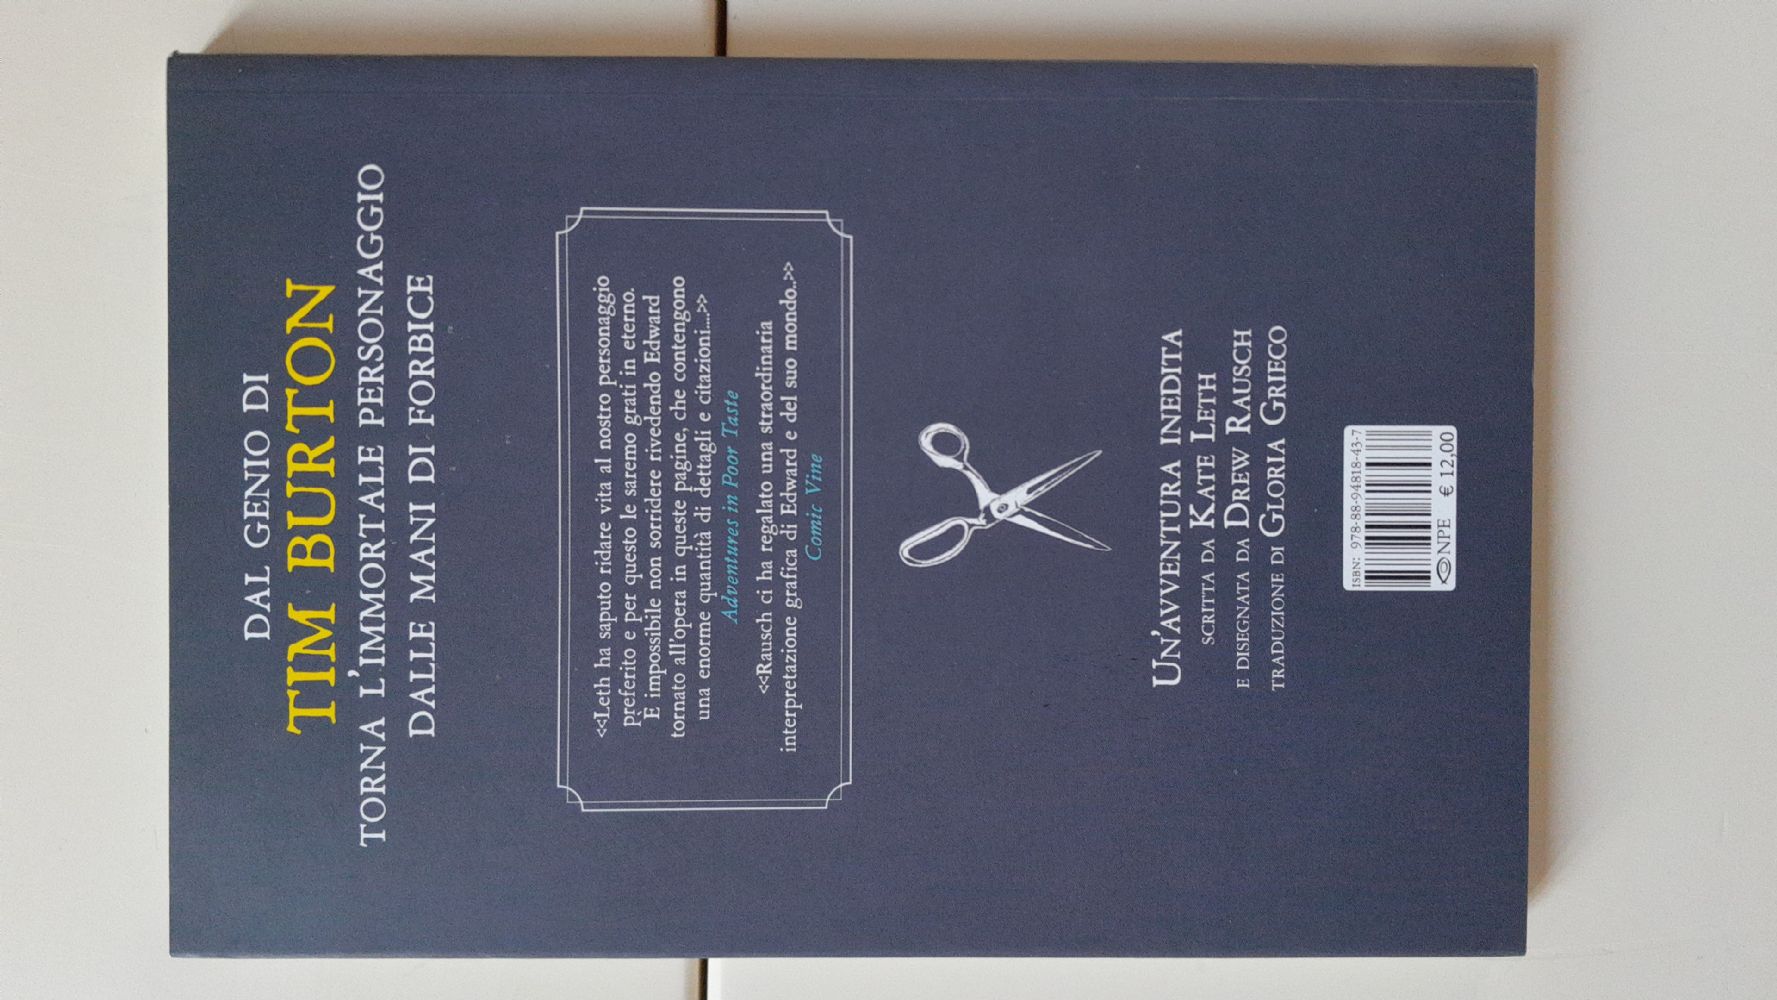 DAL GENIO DI
TIM BURTON
TORNA L'IMMORTALE PERSONAGGIO
DALLE MANI DI FORBICE
«Leth ha saputo ridare vita al nostro personaggio
preferito e per questo le saremo grati in eterno.
È impossibile non sorridere rivedendo Edward
tornato all'opera in queste pagine, che contengono
una enorme quantità di dettagli e citazioni....»
Adventures in Poor Taste
«Rausch ci ha regalato una straordinaria
interpretazione grafica di Edward e del suo mondo..»
Comic Vine
UN'AVVENTURA INEDITA
SCRITTA DA KATE LETH
E DISEGNATA DA DREW RAUSCH
TRADUZIONE DI GLORIA GRIECO
ISBN: 978-88-94818-43-7
NPE € 12,00